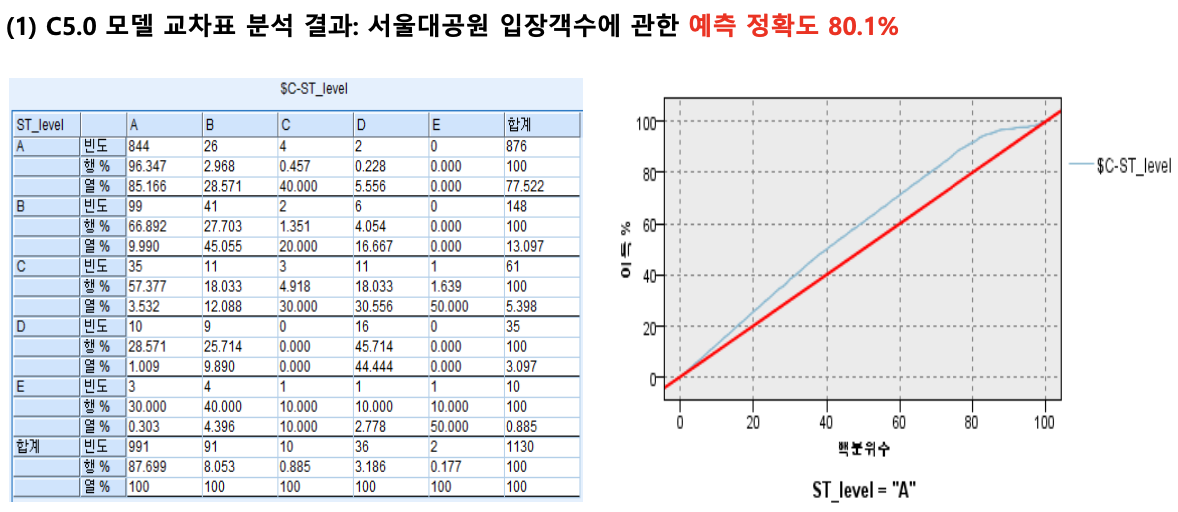 (1) C5.0 모델 교차표 분석 결과: 서울대공원 입장객수에 관한 예측 정확도 80.1%
$C-ST_level
ST_level A B C D E 합계
A 빈도 844 26 4 2 0 876
행 % 96.347 2.968 0.457 0.228 0.000 100
열 % 85.166 28.571 40.000 5.556 0.000 77.522
B 빈도 99 41 2 6 0 148
행 % 66.892 27.703 1.351 4.054 0.000 100
열 % 9.990 45.055 20.000 16.667 0.000 13.097
C 빈도 35 11 3 11 1 61
행 % 57.377 18.033 4.918 18.033 1.639 100
열 % 3.532 12.088 30.000 30.556 50.000 5.398
D 빈도 10 9 0 16 0 35
행 % 28.571 25.714 0.000 45.714 0.000 100
열 % 1.009 9.890 0.000 44.444 0.000 3.097
E 빈도 3 4 1 1 1 10
행 % 30.000 40.000 10.000 10.000 10.000 100
열 % 0.303 4.396 10.000 2.778 50.000 0.885
합계 빈도 991 91 10 36 2 1130
행 % 87.699 8.053 0.885 3.186 0.177 100
열 % 100 100 100 100 100 100
이득 %
100
80
60
40
20
0
0 20 40 60 80 100
백분위수
ST_level = "A"
$C-ST_level